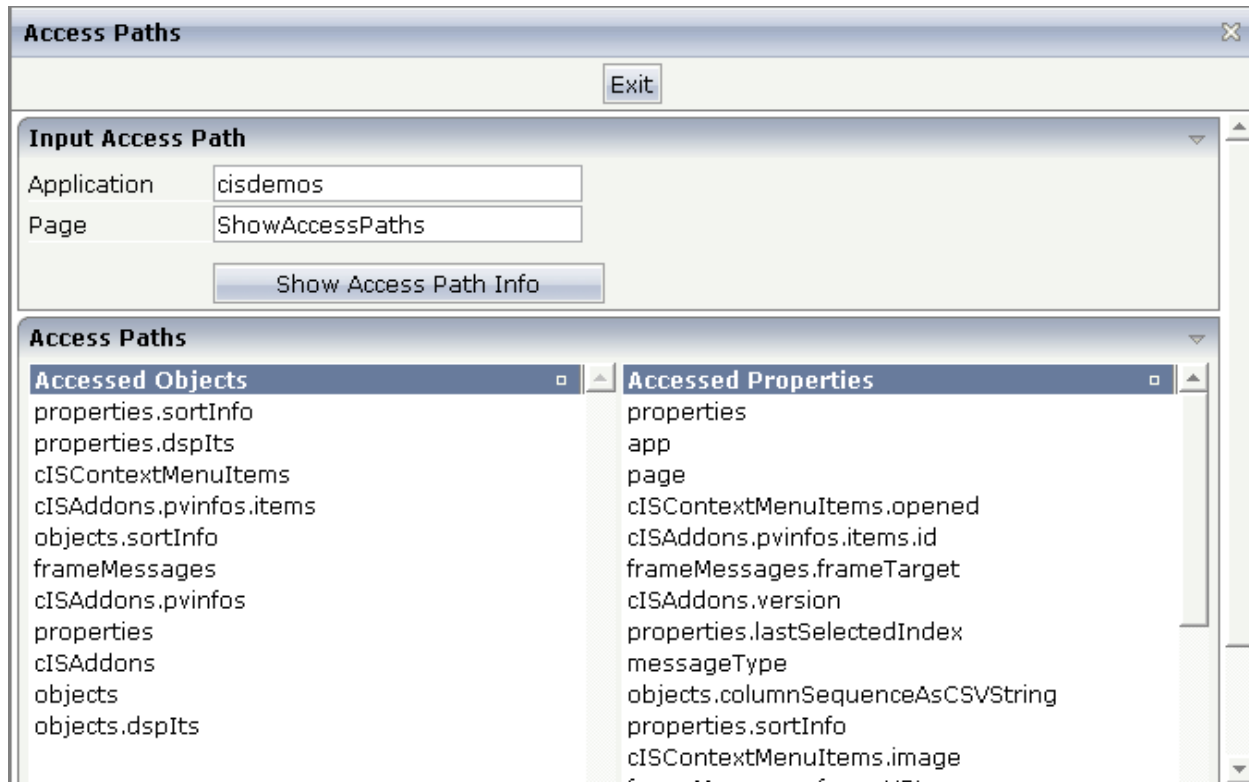 Access Paths
Exit
Input Access Path
Application cisdemos
Page ShowAccessPaths
Show Access Path Info
Access Paths
Accessed Objects
properties.sortInfo
properties.dspIts
cISContextMenuItems
cISAddons.pvinfos.items
objects.sortInfo
frameMessages
cISAddons.pvinfos
properties
cISAddons
objects
objects.dspIts
Accessed Properties
properties
app
page
cISContextMenuItems.opened
cISAddons.pvinfos.items.id
frameMessages.frameTarget
cISAddons.version
properties.lastSelectedIndex
messageType
objects.columnSequenceAsCSVString
properties.sortInfo
cISContextMenuItems.image